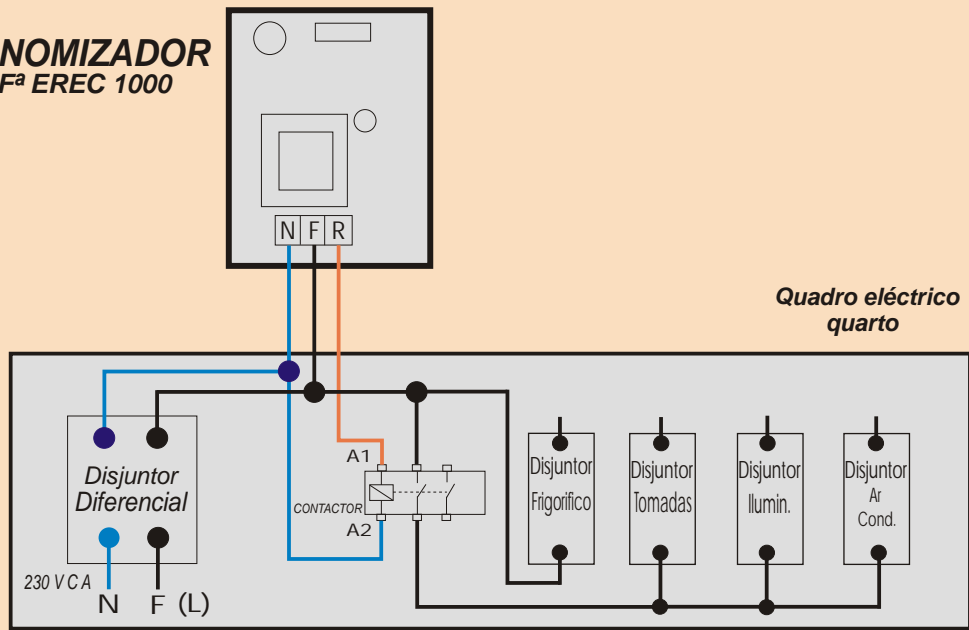 NOMIZADOR
Fª EREC 1000
N F R
Quadro eléctrico
quarto
Disjuntor
Diferencial
230 V C A
N F (L)
A1
CONTACTOR
A2
Disjuntor
Frigorifico
Disjuntor
Tomadas
Disjuntor
Ilumin.
Disjuntor
Ar
Cond.